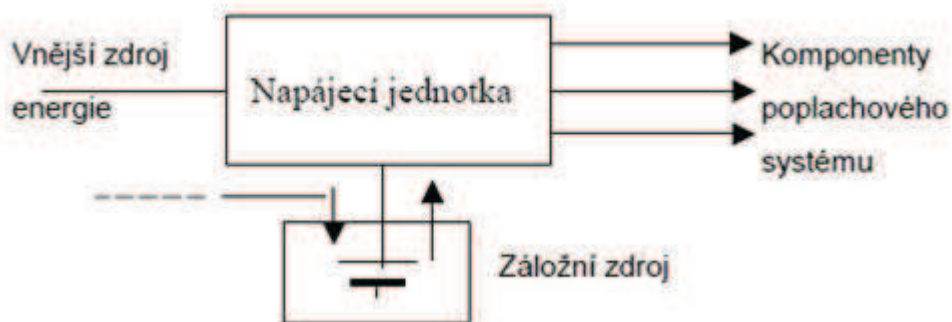 Vnější zdroj
energie
Napájecí jednotka
Komponenty
poplachového
systému
Záložní zdroj